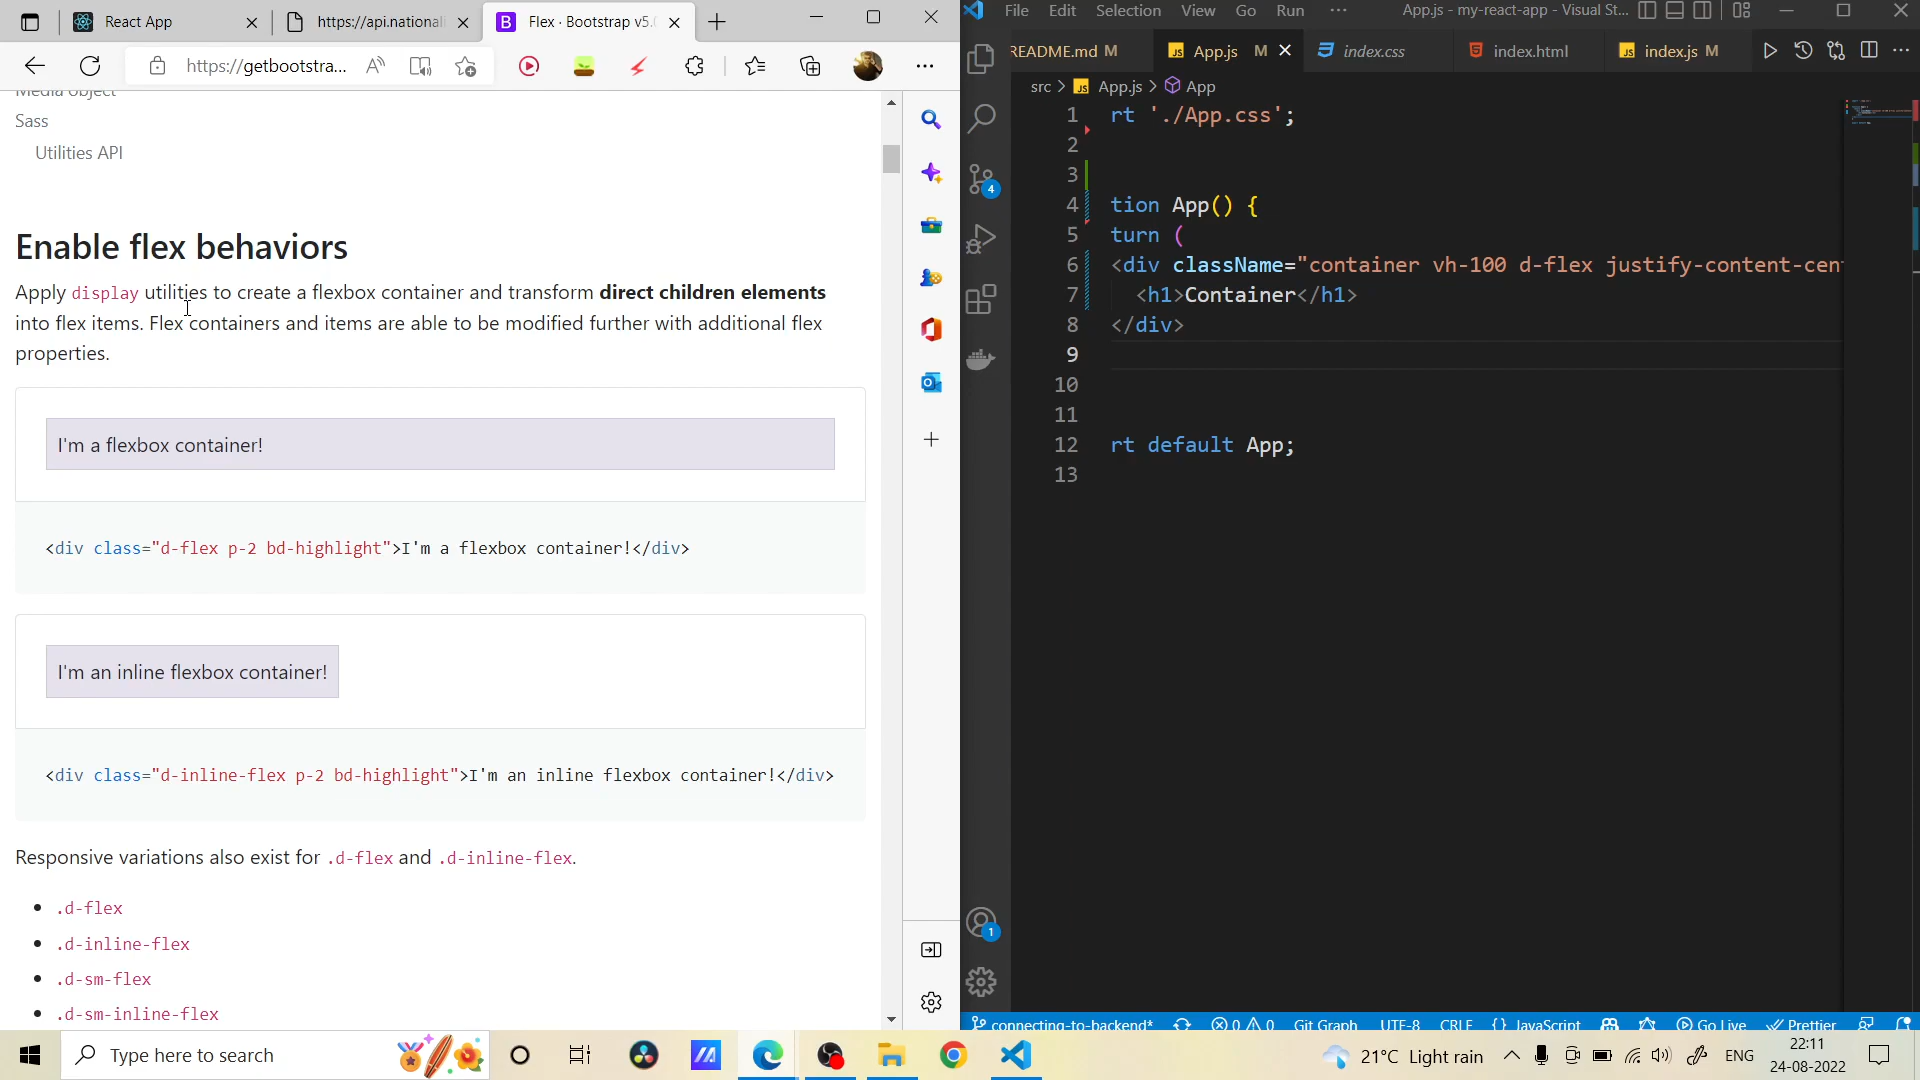 React App
https://api.national
Flex · Bootstrap v5.
https://getbootstra...
Media object
Sass
Utilities API
Enable flex behaviors
Apply display utilities to create a flexbox container and transform direct children elements
into flex items. Flex containers and items are able to be modified further with additional flex
properties.
I'm a flexbox container!
<div class="d-flex p-2 bd-highlight">I'm a flexbox container!</div>
I'm an inline flexbox container!
<div class="d-inline-flex p-2 bd-highlight">I'm an inline flexbox container!</div>
Responsive variations also exist for .d-flex and .d-inline-flex.
.d-flex
.d-inline-flex
.d-sm-flex
.d-sm-inline-flex
File Edit Selection View Go Run ··· App.js - my-react-app - Visual St...
README.md M App.js M index.css index.html index.js M
src > JS App.js > App
1 rt './App.css';
2
3
4 tion App() {
5 turn (
6 <div className="container vh-100 d-flex justify-content-cen
7 <h1>Container</h1>
8 </div>
9
10
11
12 rt default App;
13
4
1
connecting-to-backend* 0 0 Git Graph UTF-8 CRLF {} JavaScript Go Live Prettier
Type here to search
21°C Light rain
ENG
22:11
24-08-2022